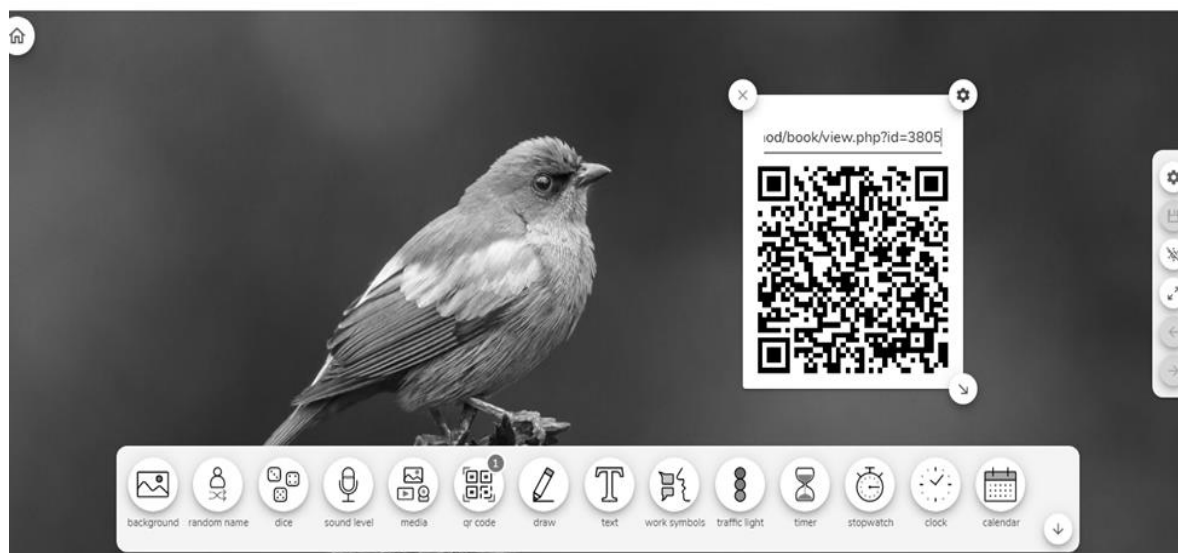 od/book/view.php?id=3805
1
background random name dice sound level media qr code draw text work symbols traffic light timer stopwatch clock calendar